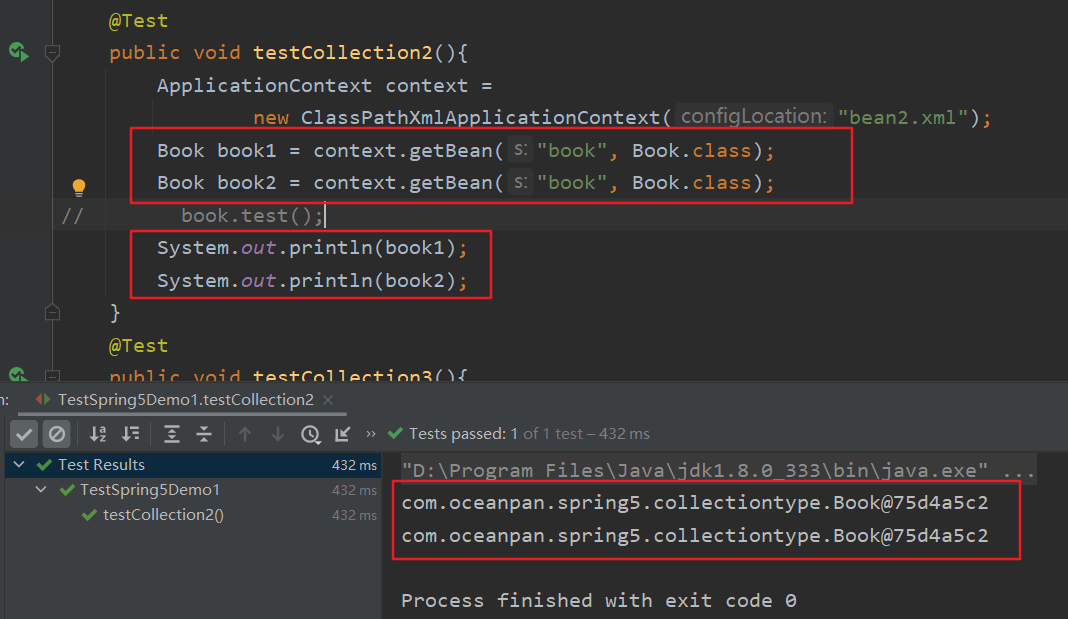 @Test
public void testCollection2(){
ApplicationContext context =
new ClassPathXmlApplicationContext( configLocation: "bean2.xml");
Book book1 = context.getBean( s: "book", Book.class);
Book book2 = context.getBean( s: "book", Book.class);
// book.test();
System.out.println(book1);
System.out.println(book2);
}
@Test
public void testCollection3(){
n: TestSpring5Demo1.testCollection2 ×
» Tests passed: 1 of 1 test – 432 ms
Test Results 432 ms
TestSpring5Demo1 432 ms
testCollection2() 432 ms
"D:\Program Files\Java\jdk1.8.0_333\bin\java.exe" ...
com.oceanpan.spring5.collectiontype.Book@75d4a5c2
com.oceanpan.spring5.collectiontype.Book@75d4a5c2
Process finished with exit code 0